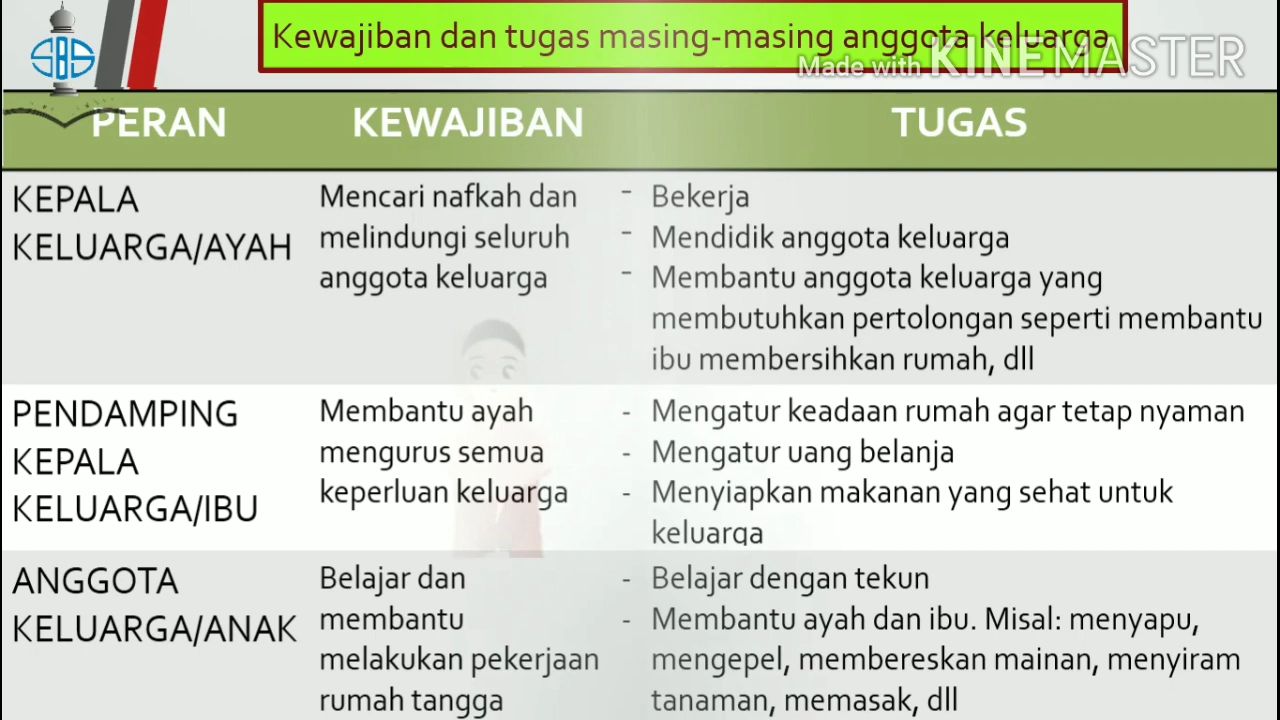 Kewajiban dan tugas masing-masing anggota keluarga
Made with KINEMASTER
SBS
PERAN KEWAJIBAN TUGAS
KEPALA
KELUARGA/AYAH
Mencari nafkah dan
melindungi seluruh
anggota keluarga
- Bekerja
- Mendidik anggota keluarga
- Membantu anggota keluarga yang
membutuhkan pertolongan seperti membantu
ibu membersihkan rumah, dll
PENDAMPING
KEPALA
KELUARGA/IBU
Membantu ayah
mengurus semua
keperluan keluarga
- Mengatur keadaan rumah agar tetap nyaman
- Mengatur uang belanja
- Menyiapkan makanan yang sehat untuk
keluarga
ANGGOTA
KELUARGA/ANAK
Belajar dan
membantu
melakukan pekerjaan
rumah tangga
- Belajar dengan tekun
- Membantu ayah dan ibu. Misal: menyapu,
mengepel, membereskan mainan, menyiram
tanaman, memasak, dll